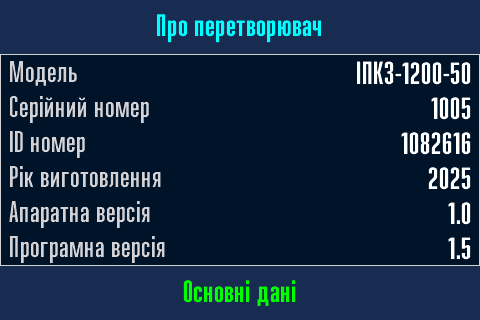 Про перетворювач
Модель ІПКЗ-1200-50
Серійний номер 1005
ID номер 1082616
Рік виготовлення 2025
Апаратна версія 1.0
Програмна версія 1.5
Основні дані